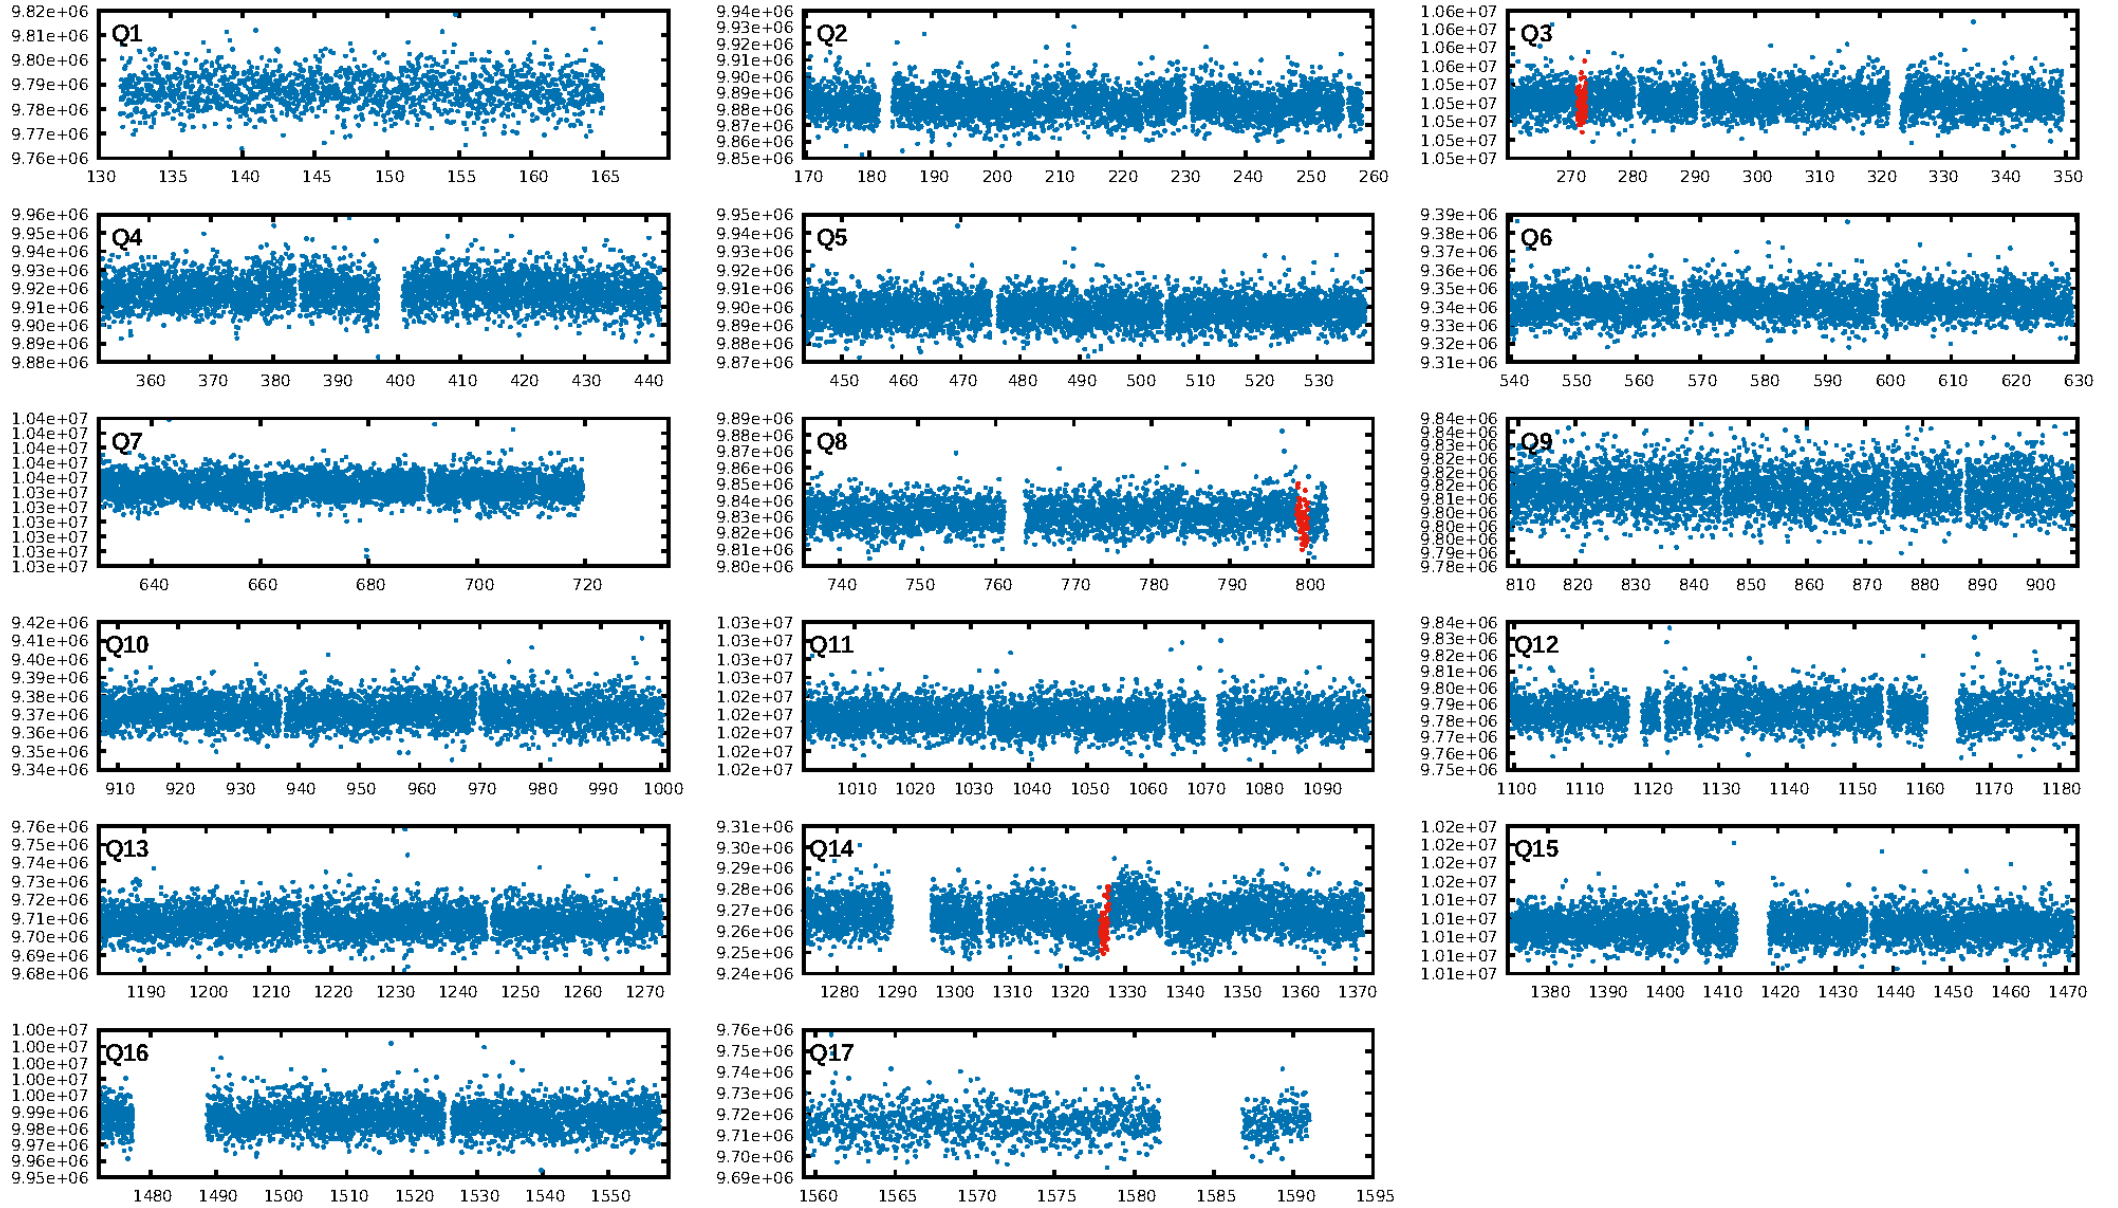 9.82e+06 9.81e+06 9.80e+06 9.79e+06 9.78e+06 9.77e+06 9.76e+06
Q1
130 135 140 145 150 155 160 165
9.94e+06 9.93e+06 9.92e+06 9.91e+06 9.90e+06 9.89e+06 9.88e+06 9.87e+06 9.86e+06 9.85e+06
Q2
170 180 190 200 210 220 230 240 250 260
1.06e+07 1.06e+07 1.06e+07 1.06e+07 1.05e+07 1.05e+07 1.05e+07 1.05e+07 1.05e+07
Q3
270 280 290 300 310 320 330 340 350
9.96e+06 9.95e+06 9.94e+06 9.93e+06 9.91e+06 9.90e+06 9.89e+06 9.88e+06
Q4
360 370 380 390 400 410 420 430 440
9.95e+06 9.94e+06 9.93e+06 9.92e+06 9.90e+06 9.89e+06 9.88e+06 9.87e+06
Q5
450 460 470 480 490 500 510 520 530
9.39e+06 9.38e+06 9.37e+06 9.36e+06 9.35e+06 9.34e+06 9.33e+06 9.32e+06 9.31e+06
Q6
540 550 560 570 580 590 600 610 620 630
1.04e+07 1.04e+07 1.04e+07 1.04e+07 1.04e+07 1.03e+07 1.03e+07 1.03e+07 1.03e+07 1.03e+07 1.03e+07
Q7
640 660 680 700 720
9.89e+06 9.88e+06 9.87e+06 9.86e+06 9.85e+06 9.84e+06 9.83e+06 9.82e+06 9.81e+06 9.80e+06
Q8
740 750 760 770 780 790 800
9.84e+06 9.84e+06 9.83e+06 9.82e+06 9.82e+06 9.81e+06 9.81e+06 9.80e+06 9.80e+06 9.79e+06 9.79e+06 9.78e+06
Q9
810 820 830 840 850 860 870 880 890 900
9.42e+06 9.41e+06 9.40e+06 9.39e+06 9.38e+06 9.37e+06 9.36e+06 9.35e+06 9.34e+06
Q10
910 920 930 940 950 960 970 980 990 1000
1.03e+07 1.03e+07 1.03e+07 1.03e+07 1.02e+07 1.02e+07 1.02e+07 1.02e+07 1.02e+07
Q11
1010 1020 1030 1040 1050 1060 1070 1080 1090
9.84e+06 9.83e+06 9.82e+06 9.81e+06 9.80e+06 9.79e+06 9.78e+06 9.77e+06 9.76e+06 9.75e+06
Q12
1100 1110 1120 1130 1140 1150 1160 1170 1180
9.76e+06 9.75e+06 9.74e+06 9.73e+06 9.72e+06 9.71e+06 9.70e+06 9.69e+06 9.68e+06
Q13
1190 1200 1210 1220 1230 1240 1250 1260 1270
9.31e+06 9.30e+06 9.29e+06 9.28e+06 9.27e+06 9.26e+06 9.25e+06 9.24e+06
Q14
1280 1290 1300 1310 1320 1330 1340 1350 1360 1370
1.02e+07 1.02e+07 1.02e+07 1.02e+07 1.01e+07 1.01e+07 1.01e+07 1.01e+07 1.01e+07
Q15
1380 1390 1400 1410 1420 1430 1440 1450 1460 1470
1.00e+07 1.00e+07 1.00e+07 1.00e+07 1.00e+07 9.99e+06 9.98e+06 9.97e+06 9.96e+06 9.95e+06
Q16
1480 1490 1500 1510 1520 1530 1540 1550
9.76e+06 9.75e+06 9.74e+06 9.73e+06 9.72e+06 9.71e+06 9.70e+06 9.69e+06
Q17
1560 1565 1570 1575 1580 1585 1590 1595